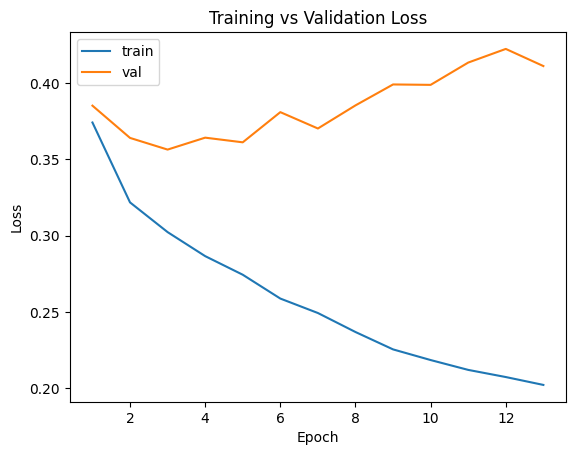 Training vs Validation Loss
train
val
0.40
0.35
0.30
0.25
0.20
Loss
2 4 6 8 10 12
Epoch